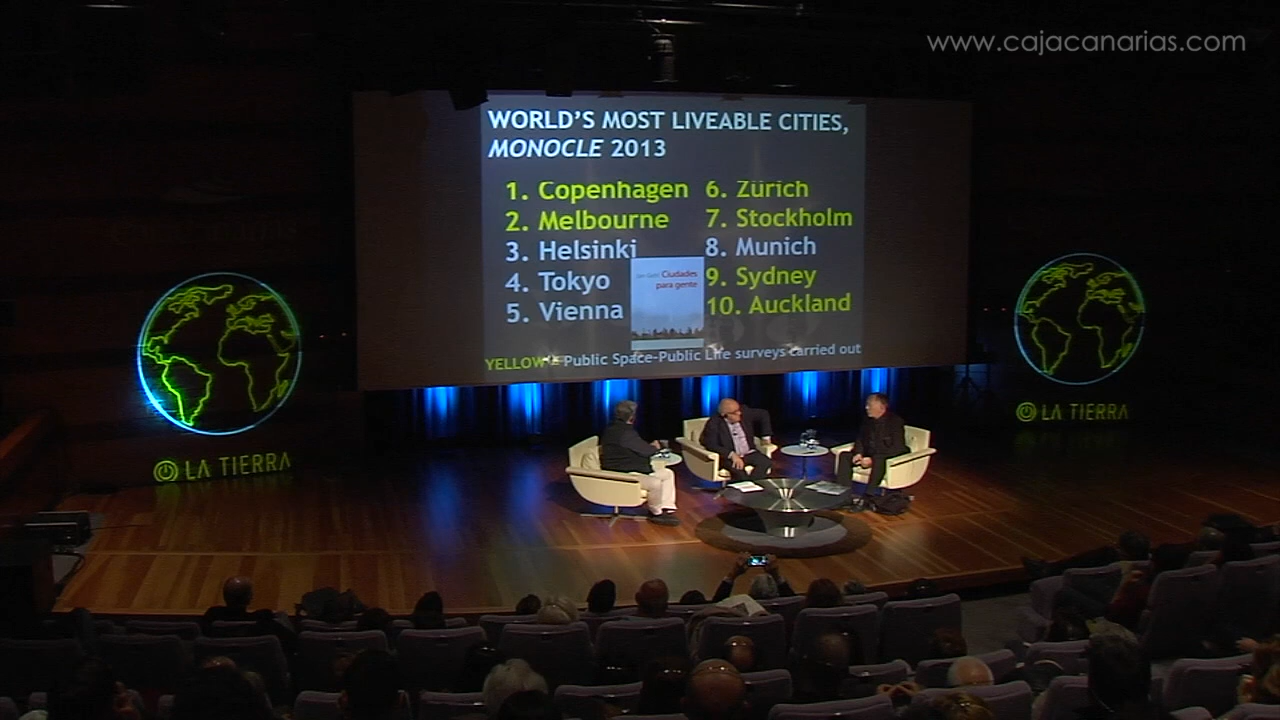 www.cajacanarias.com
WORLD'S MOST LIVEABLE CITIES,
MONOCLE 2013
1. Copenhagen
2. Melbourne
3. Helsinki
4. Tokyo
5. Vienna
6. Zürich
7. Stockholm
8. Munich
9. Sydney
10. Auckland
Jan Gehl Ciudades
para gente
YELLOW = Public Space-Public Life surveys carried out
LA TIERRA
LA TIERRA